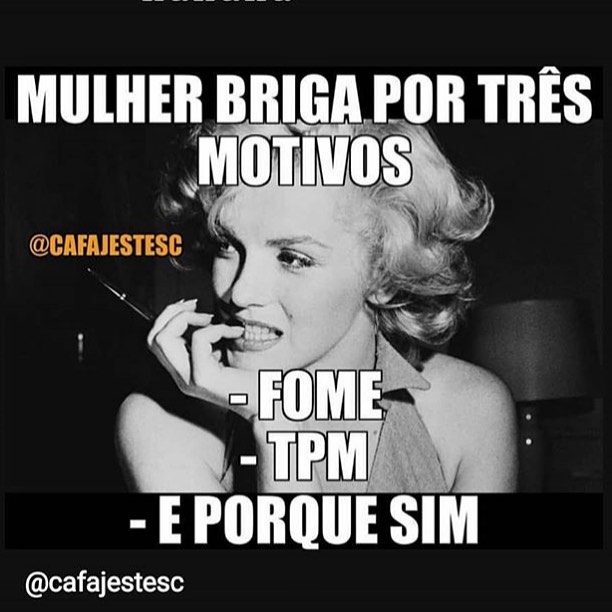 MULHER BRIGA POR TRÊS
MOTIVOS
@CAFAJESTESC
- FOME
- TPM
- E PORQUE SIM
@cafajestesc